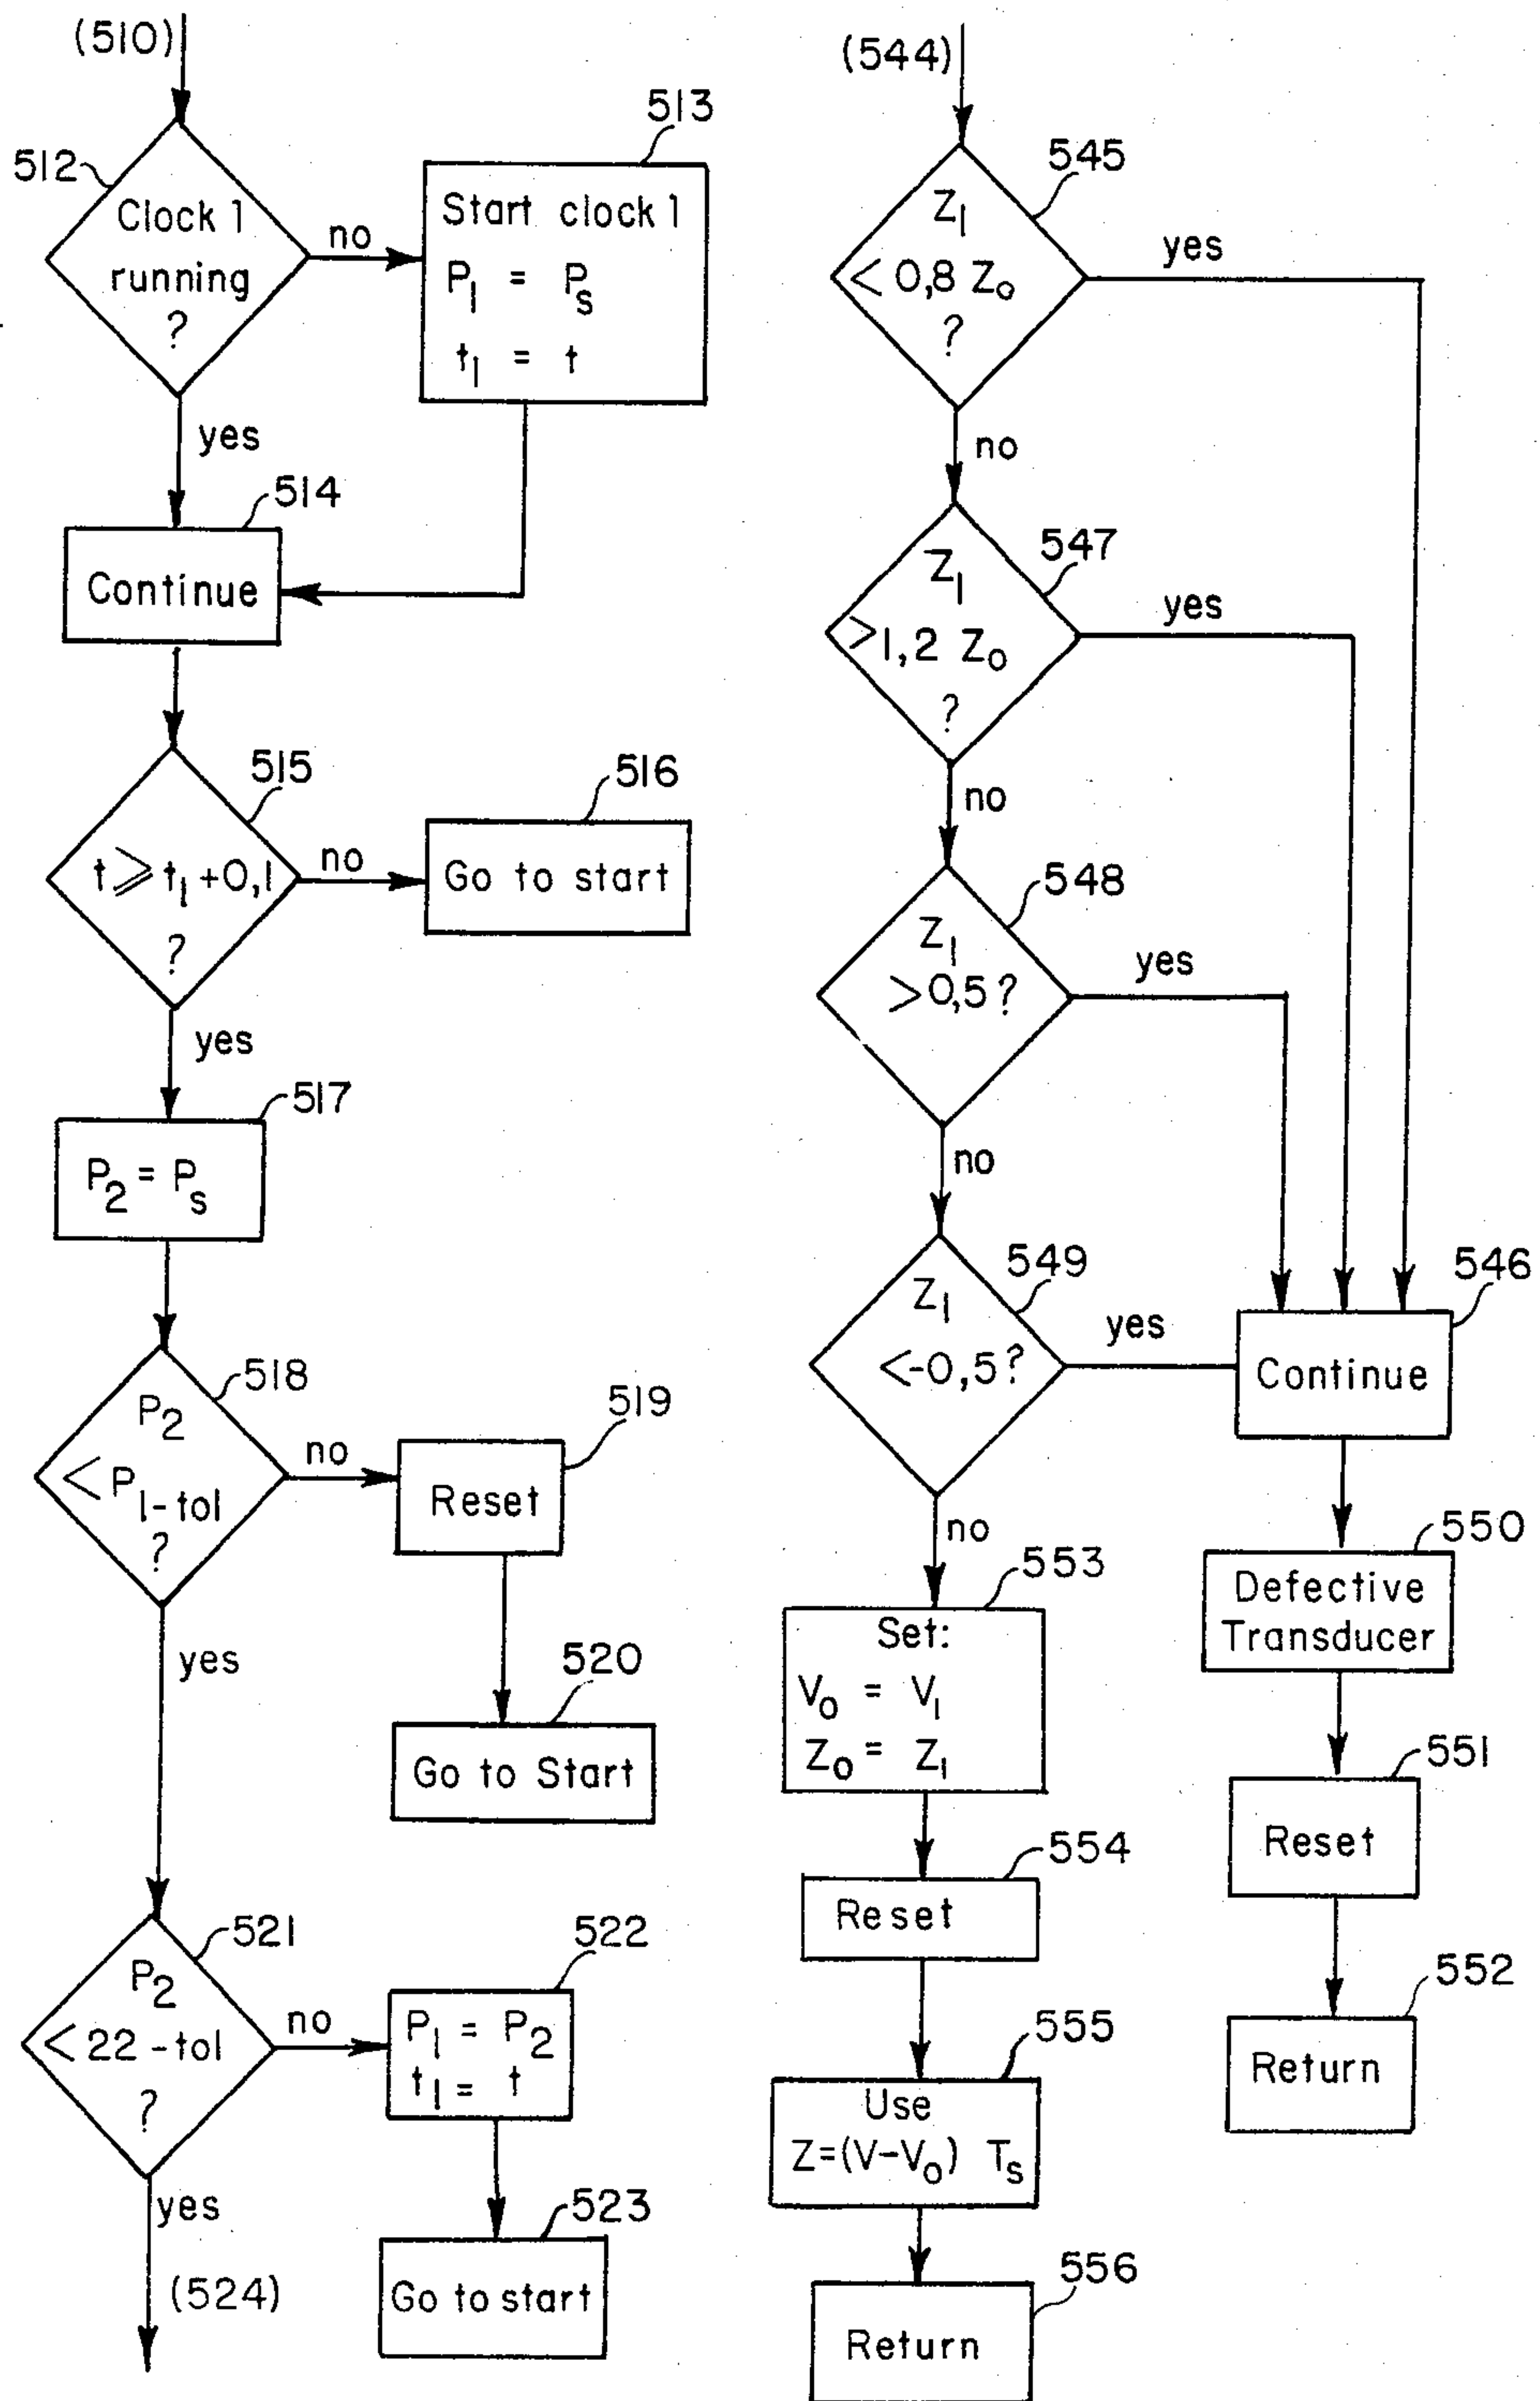 (510)
512
Clock 1
running
?
no
513
Start clock 1
P1 = Ps
t1 = t
yes
514
Continue
515
t ⩾ t1 +0,1
?
no
516
Go to start
yes
517
P2 = Ps
518
P2
< P1-tol
?
no
519
Reset
520
Go to Start
yes
521
P2
< 22 -tol
?
no
522
P1 = P2
t1 = t
523
Go to start
yes
(524)
(544)
545
Z1
< 0,8 Z0
?
yes
no
547
Z1
>1,2 Z0
?
yes
no
548
Z1
>0,5?
yes
no
549
Z1
<-0,5?
yes
546
Continue
no
550
Defective
Transducer
551
Reset
552
Return
553
Set:
V0 = V1
Z0 = Z1
554
Reset
555
Use
Z=(V-V0) Ts
556
Return